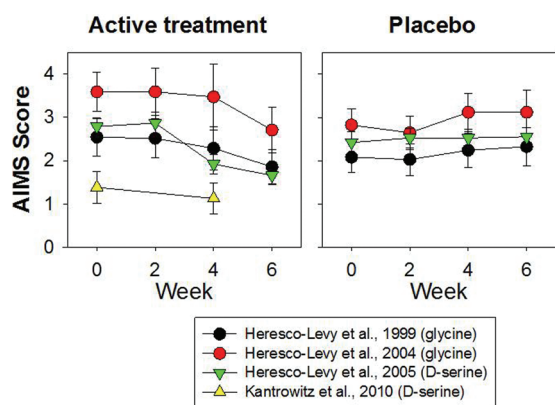 Active treatment
Placebo
AIMS Score
4
3
2
1
0
0 2 4 6
Week
0 2 4 6
Week
Heresco-Levy et al., 1999 (glycine)
Heresco-Levy et al., 2004 (glycine)
Heresco-Levy et al., 2005 (D-serine)
Kantrowitz et al., 2010 (D-serine)